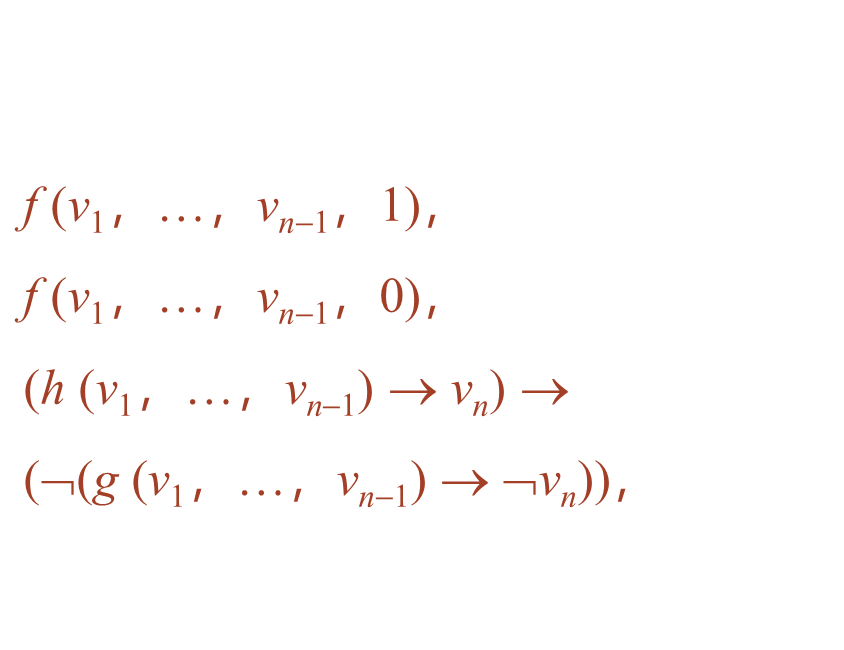 f (v₁, …, vₙ₋₁, 1),
f (v₁, …, vₙ₋₁, 0),
(h (v₁, …, vₙ₋₁) → vₙ) →
(¬(g (v₁, …, vₙ₋₁) → ¬vₙ)),